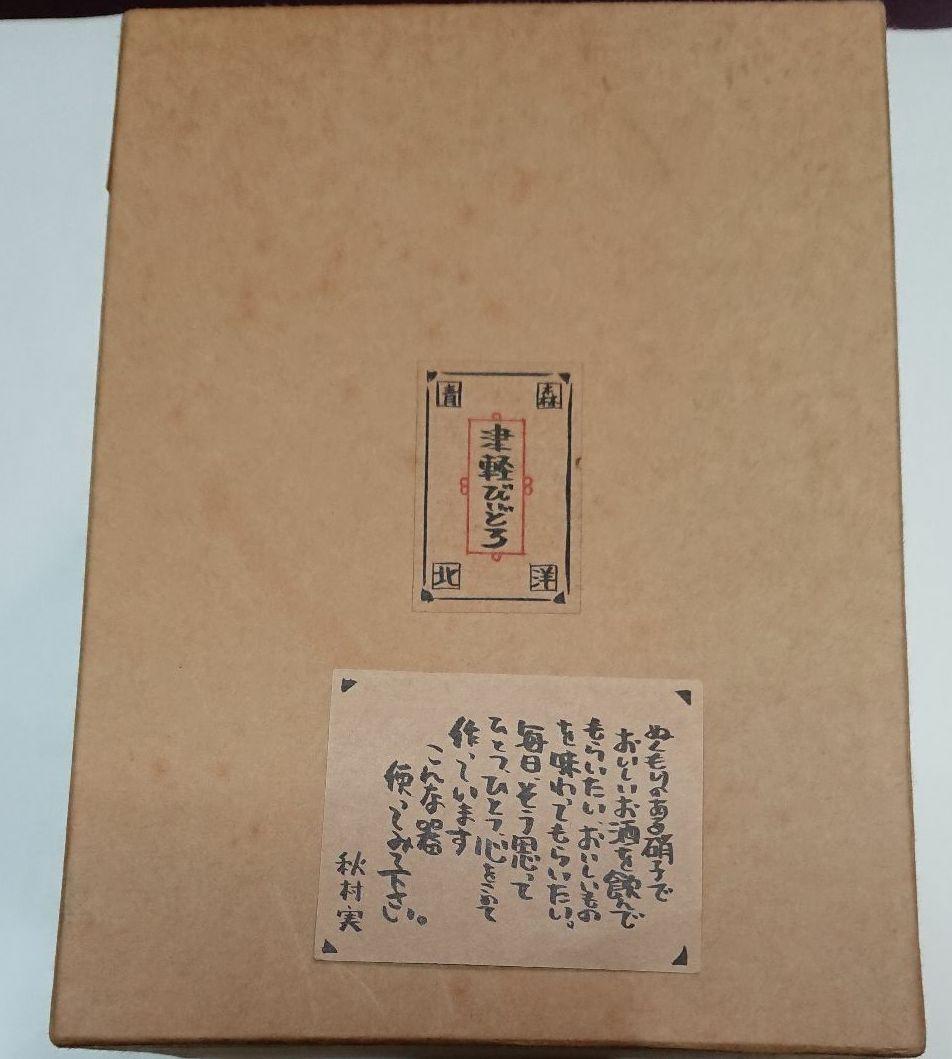 青森
津軽びいどろ
北洋
ぬくもりのある硝子で
おいしいお酒を飲んで
もらいたい、おいしいもの
を味わってもらいたい。
毎日、そう思って
ひとつ、ひとつ、心をこめて
作っています
こんな器
使ってみて下さい。
秋村実